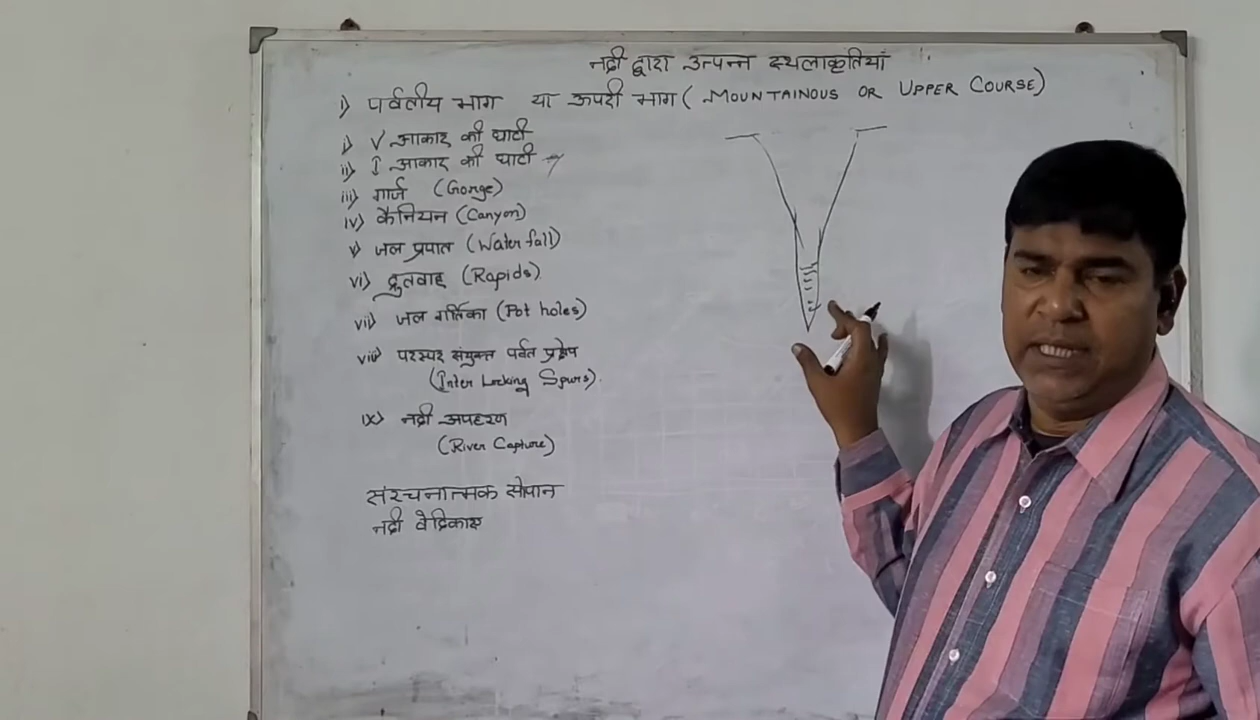 नदी द्वारा उत्पन्न स्थलाकृतियां
i) पर्वतीय भाग या ऊपरी भाग ( MOUNTAINOUS OR UPPER COURSE)
i) V आकार की घाटी
ii) I आकार की घाटी
iii) गार्ज (Gorge)
iv) कैनियन (Canyon)
v) जल प्रपात (Water fall)
vi) द्रुतवाह (Rapids)
vii) जल गर्तिका (Pot holes)
viii) परस्पर संयुक्त पर्वत प्रक्षेप
(Inter Locking Spurs).
ix) नदी अपहरण
(River Capture)
संरचनात्मक सोपान
नदी वेदिकाएं